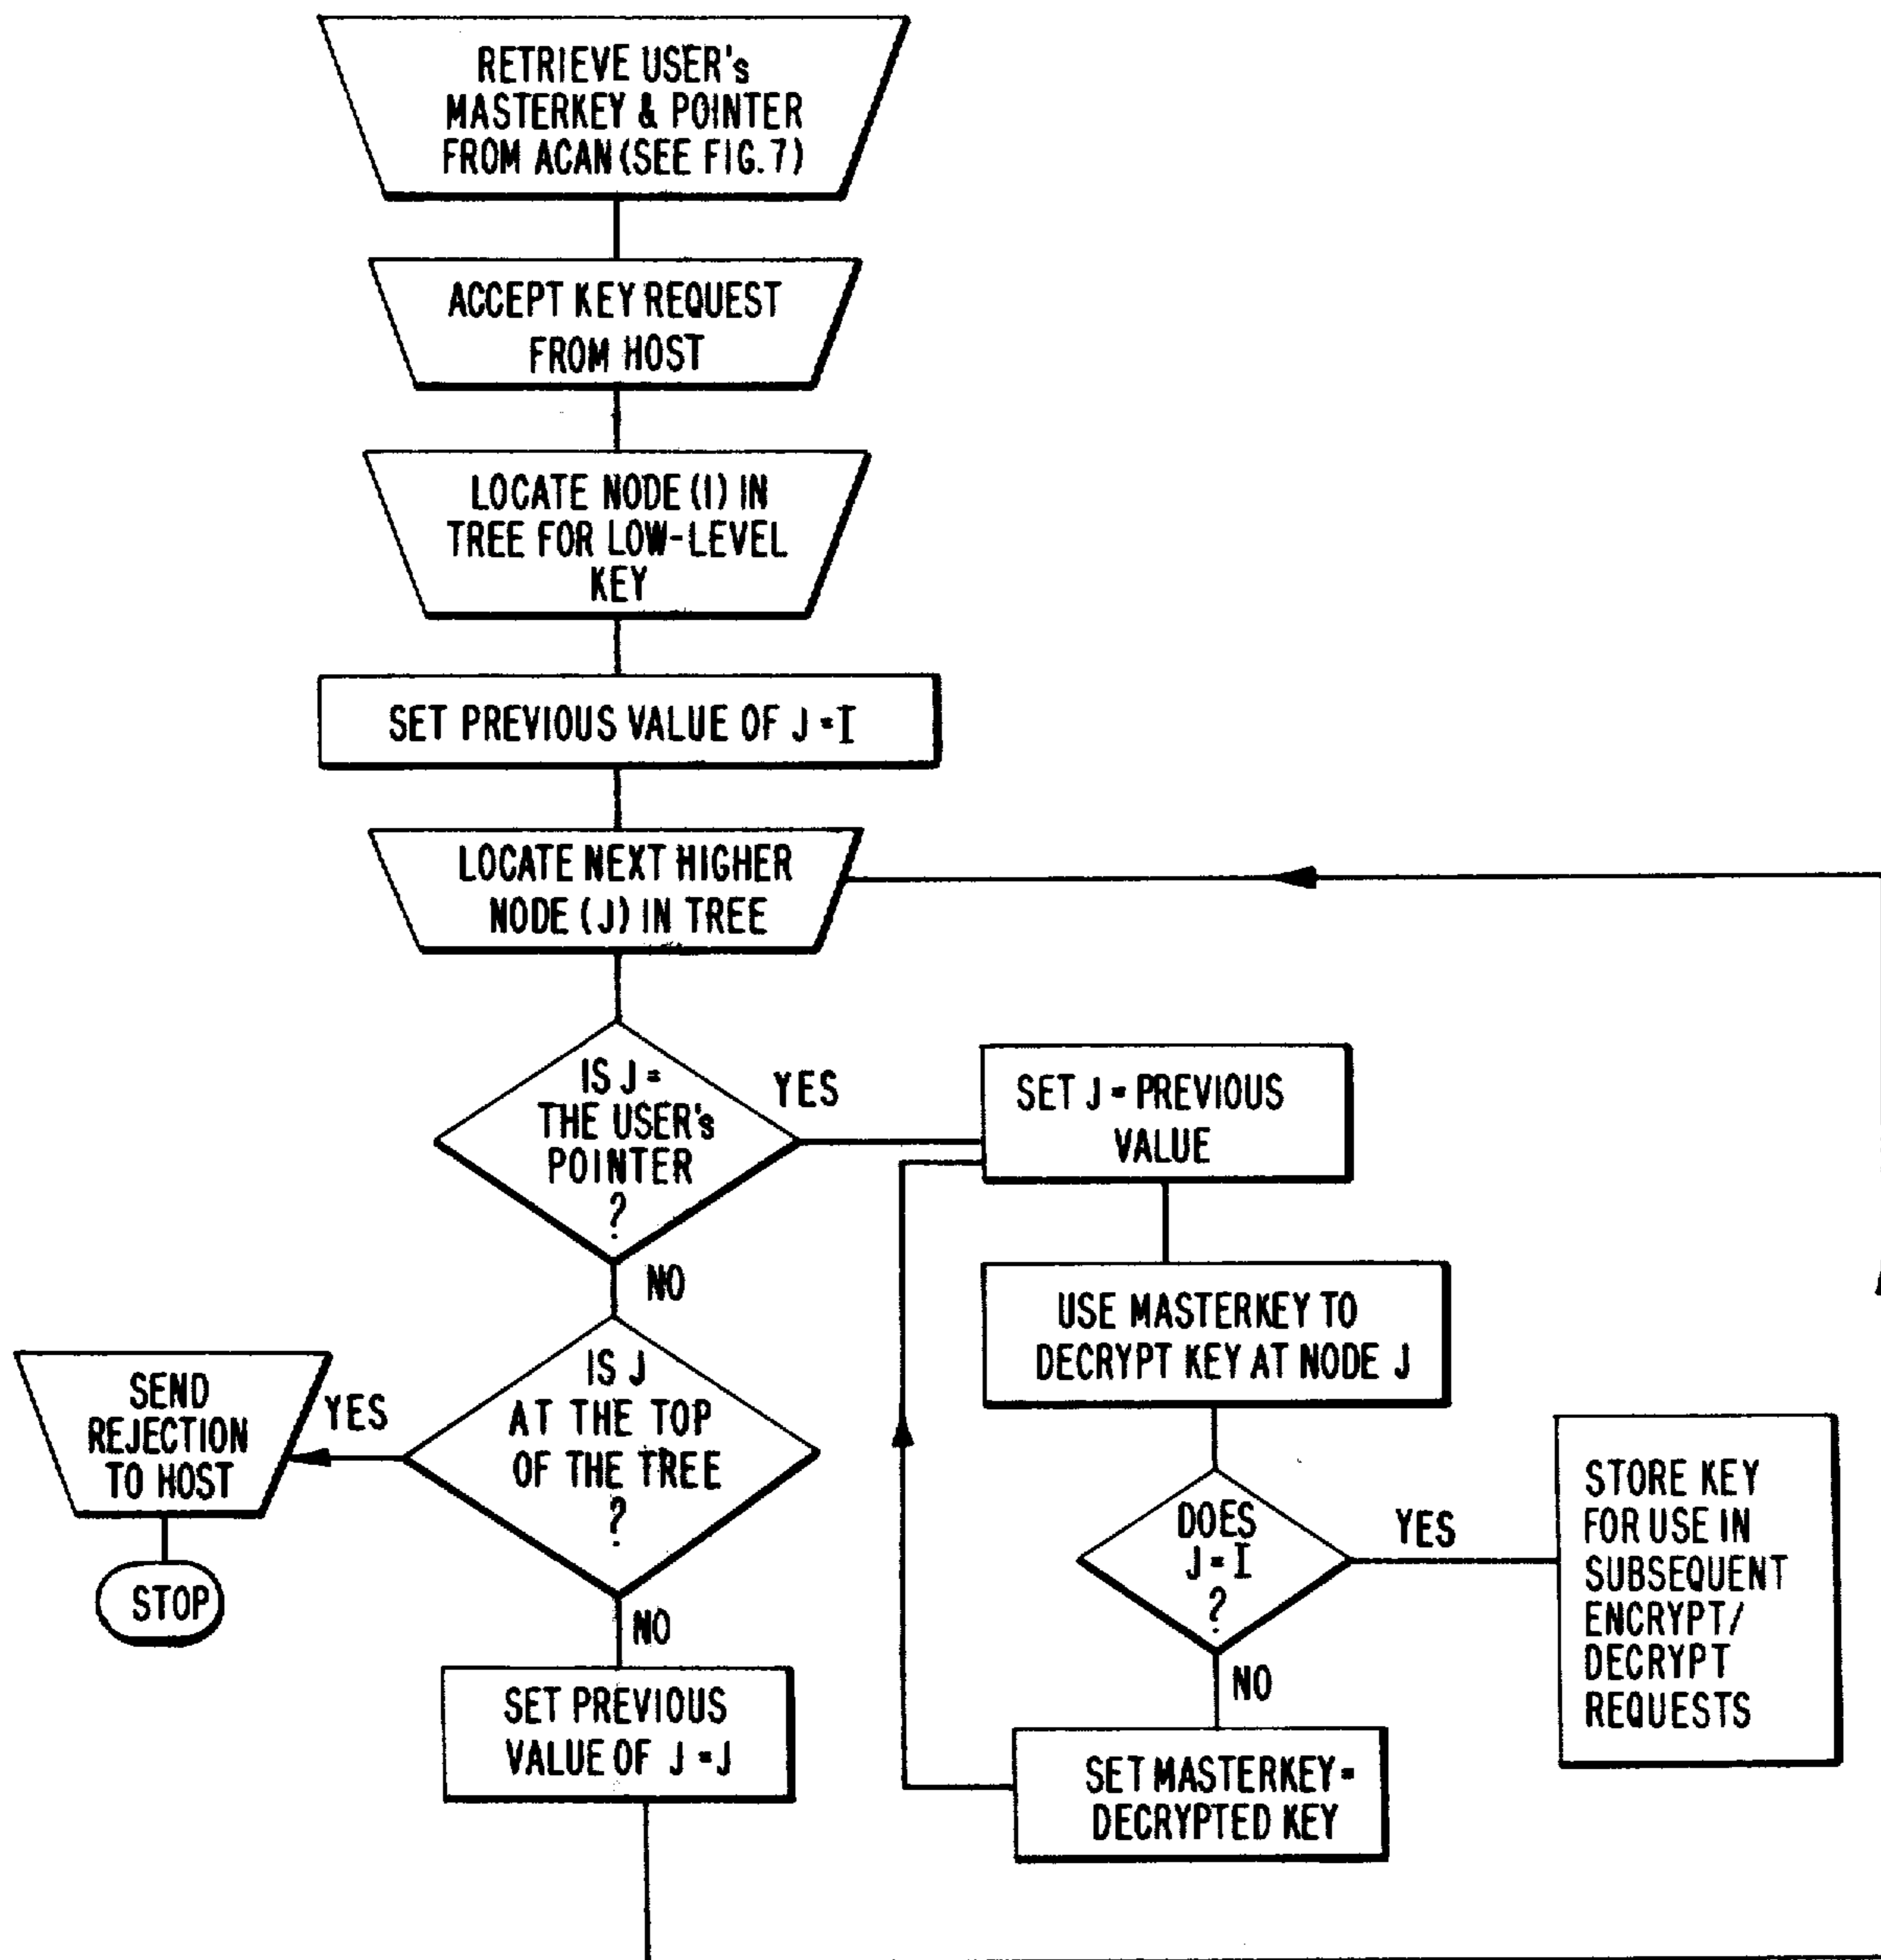 RETRIEVE USER's
MASTERKEY & POINTER
FROM ACAN (SEE FIG. 7)
ACCEPT KEY REQUEST
FROM HOST
LOCATE NODE (I) IN
TREE FOR LOW-LEVEL
KEY
SET PREVIOUS VALUE OF J = I
LOCATE NEXT HIGHER
NODE (J) IN TREE
IS J =
THE USER's
POINTER
?
YES
NO
SET J = PREVIOUS
VALUE
USE MASTERKEY TO
DECRYPT KEY AT NODE J
IS J
AT THE TOP
OF THE TREE
?
YES
NO
SEND
REJECTION
TO HOST
STOP
DOES
J = I
?
YES
NO
STORE KEY
FOR USE IN
SUBSEQUENT
ENCRYPT/
DECRYPT
REQUESTS
SET PREVIOUS
VALUE OF J = J
SET MASTERKEY =
DECRYPTED KEY